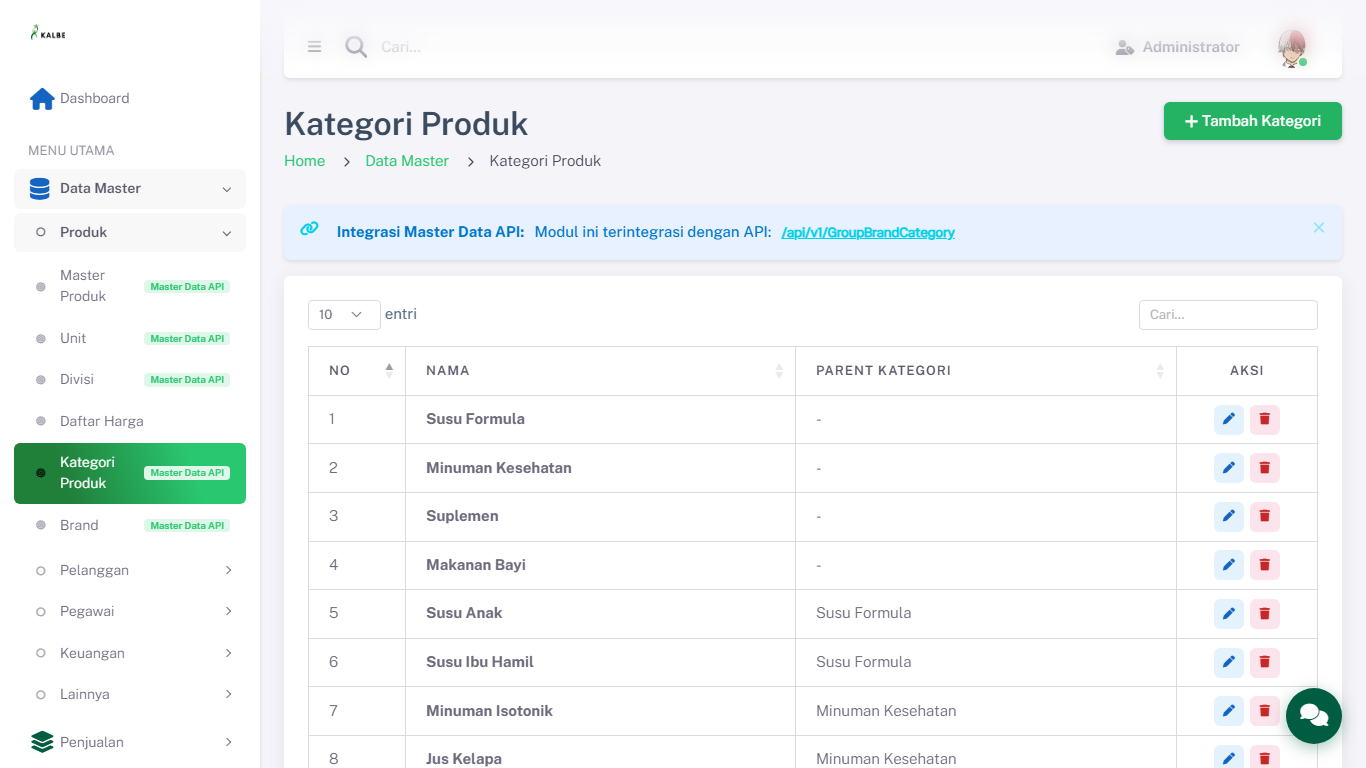 KALBE
Dashboard
MENU UTAMA
Data Master
Produk
Master
Produk
Master Data API
Unit
Master Data API
Divisi
Master Data API
Daftar Harga
Kategori
Produk
Master Data API
Brand
Master Data API
Pelanggan
Pegawai
Keuangan
Lainnya
Penjualan
Cari...
Administrator
Kategori Produk
Tambah Kategori
Home > Data Master > Kategori Produk
Integrasi Master Data API: Modul ini terintegrasi dengan API: /api/v1/GroupBrandCategory
10 entri
Cari...
NO NAMA PARENT KATEGORI AKSI
1 Susu Formula -
2 Minuman Kesehatan -
3 Suplemen -
4 Makanan Bayi -
5 Susu Anak Susu Formula
6 Susu Ibu Hamil Susu Formula
7 Minuman Isotonik Minuman Kesehatan
8 Jus Kelapa Minuman Kesehatan